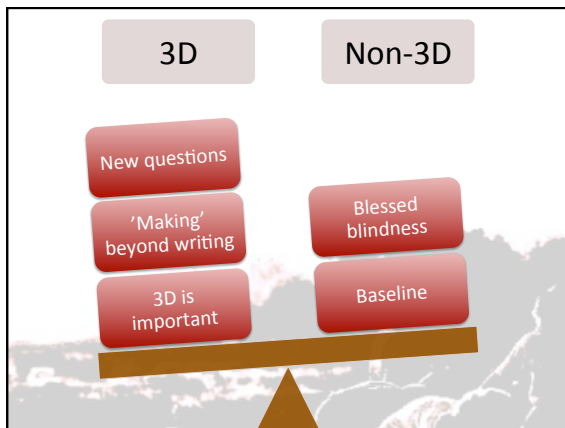 3D
Non-3D
New questions
’Making’
beyond writing
3D is
important
Blessed
blindness
Baseline